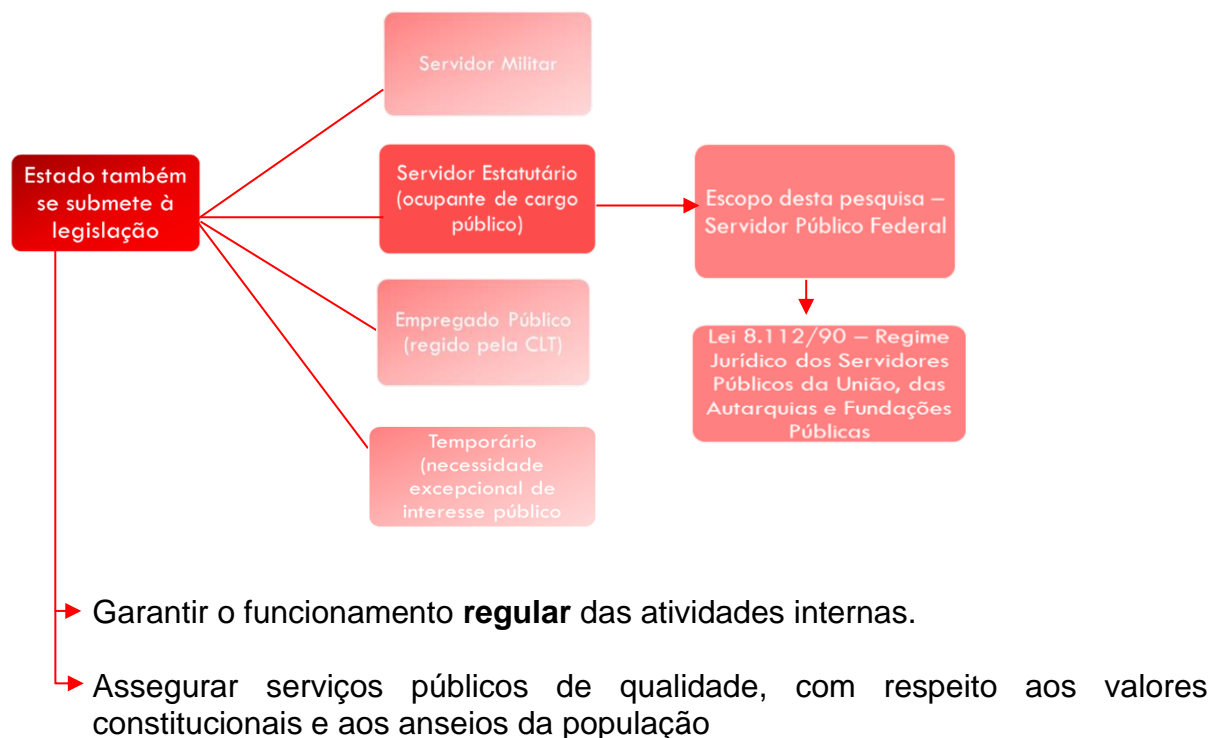 Servidor Militar
Estado também
se submete à
legislação
Servidor Estatutário
(ocupante de cargo
público)
Escopo desta pesquisa –
Servidor Público Federal
Empregado Público
(regido pela CLT)
Lei 8.112/90 – Regime
Jurídico dos Servidores
Públicos da União, das
Autarquias e Fundações
Públicas
Temporário
(necessidade
excepcional de
interesse público
Garantir o funcionamento regular das atividades internas.
Assegurar serviços públicos de qualidade, com respeito aos valores
constitucionais e aos anseios da população